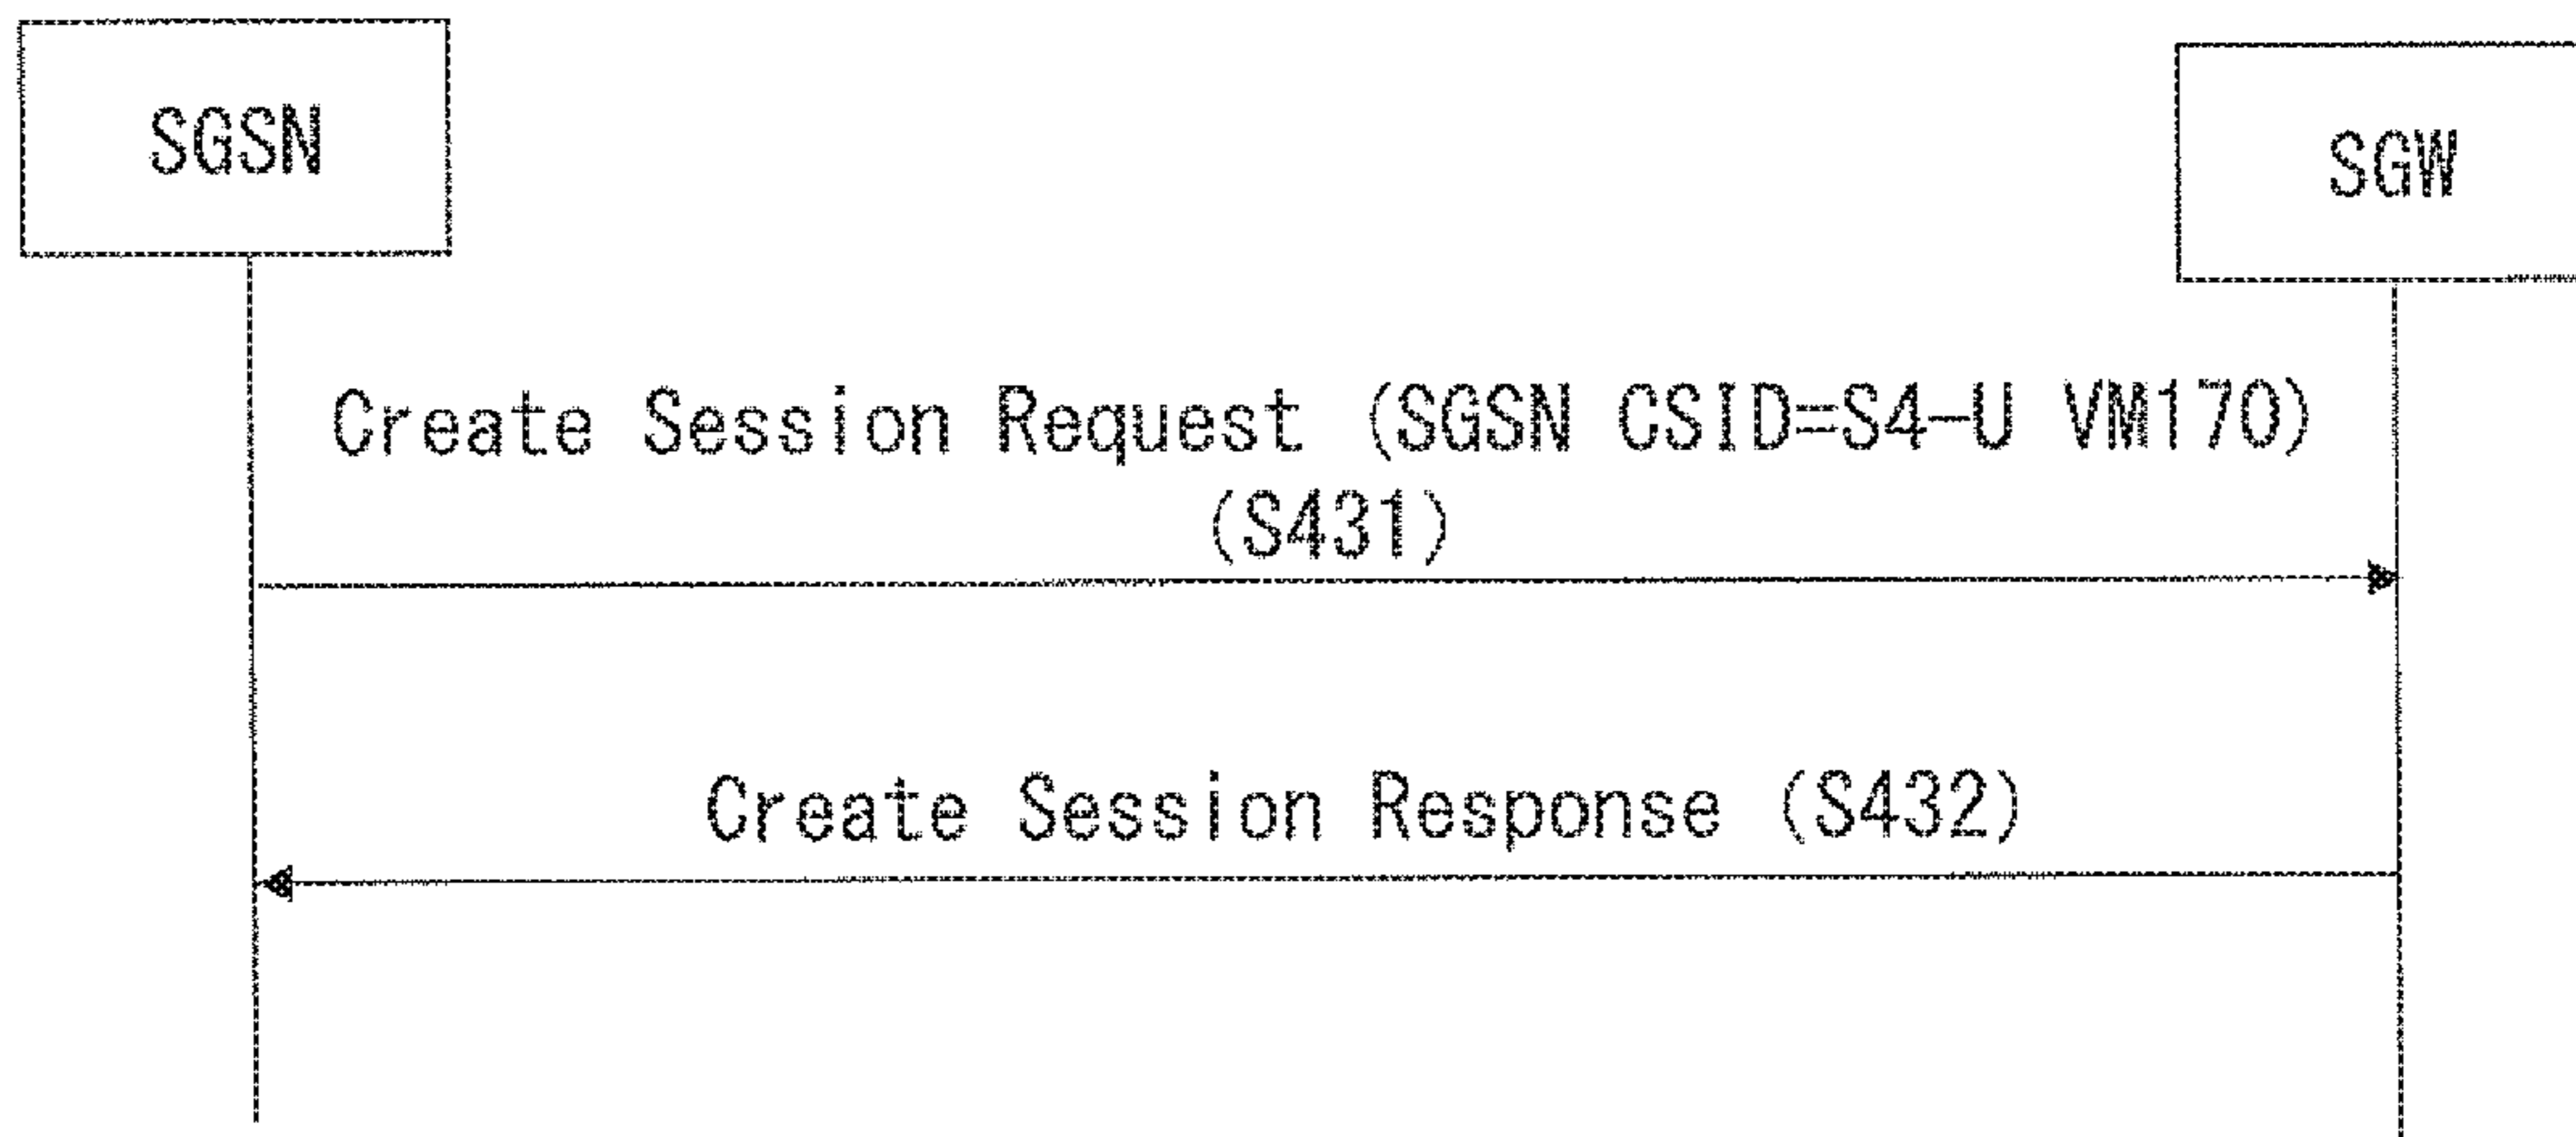 SGSN
SGW
Create Session Request (SGSN CSID=S4-U VM170)
(S431)
Create Session Response (S432)